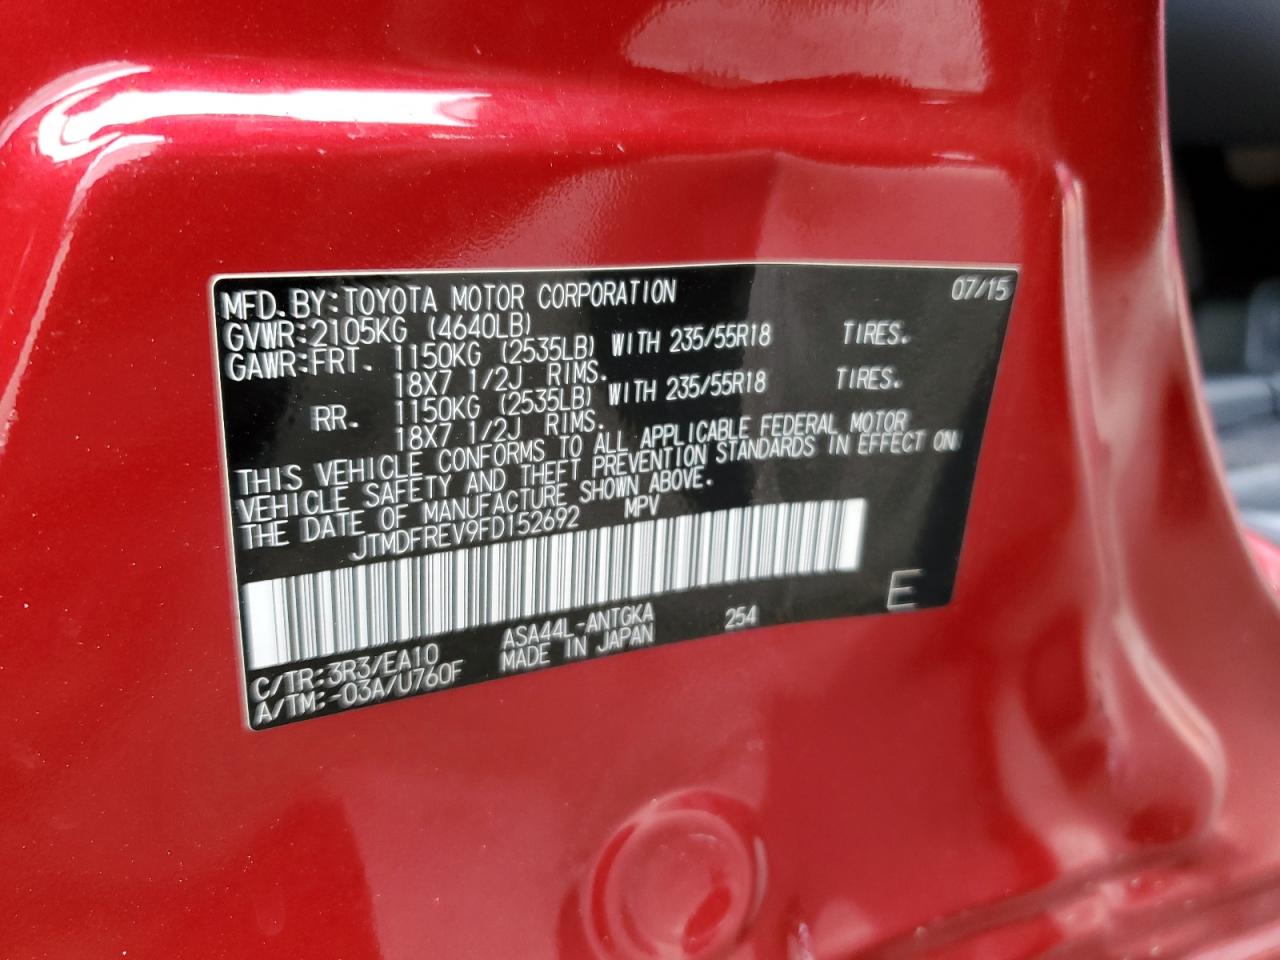 MFD. BY: TOYOTA MOTOR CORPORATION 07/15
GVWR: 2105KG (4640LB)
GAWR: FRT. 1150KG (2535LB) WITH 235/55R18 TIRES.
18X7 1/2J RIMS.
RR. 1150KG (2535LB) WITH 235/55R18 TIRES.
18X7 1/2J RIMS.
THIS VEHICLE CONFORMS TO ALL APPLICABLE FEDERAL MOTOR
VEHICLE SAFETY AND THEFT PREVENTION STANDARDS IN EFFECT ON
THE DATE OF MANUFACTURE SHOWN ABOVE.
JTMDFREV9FD152692 MPV
E
C/TR: 3R3/EA10 ASA44L-ANTGKA 254
A/TM: -03A/U760F MADE IN JAPAN